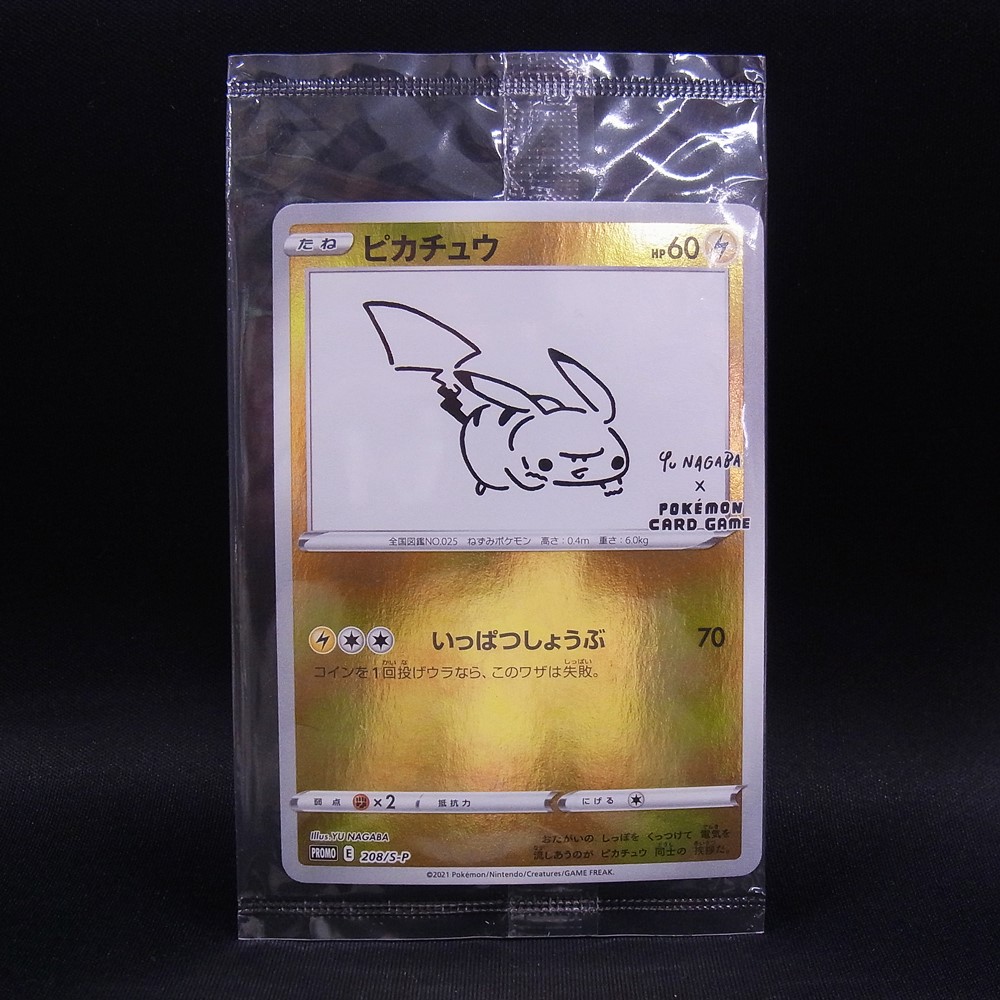 たね ピカチュウ HP60
Yu NAGABA
X
POKÉMON
CARD GAME
全国図鑑NO.025 ねずみポケモン 高さ：0.4m 重さ：6.0kg
いっぱつしょうぶ 70
コインを1回投げウラなら、このワザは失敗。
弱点 ×2 抵抗力 にげる
Illus.YU NAGABA
PROMO E 208/S-P
おたがいの しっぽを くっつけて 電気を
流しあうのが ピカチュウ 同士の 挨拶だ。
©2021 Pokémon/Nintendo/Creatures/GAME FREAK.